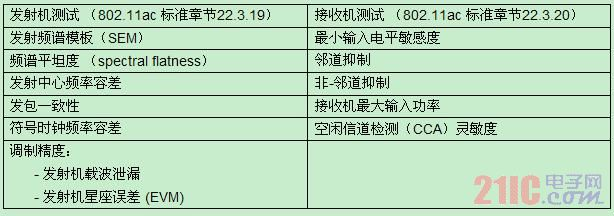 发射机测试 （802.11ac 标准章节22.3.19）
接收机测试 （802.11ac 标准章节22.3.20）
发射频谱模板（SEM）
最小输入电平敏感度
频谱平坦度 （spectral flatness）
邻道抑制
发射中心频率容差
非-邻道抑制
发包一致性
接收机最大输入功率
符号时钟频率容差
空闲信道检测（CCA）灵敏度
调制精度：
- 发射机载波泄漏
- 发射机星座误差 (EVM)
21IC电子网
.com